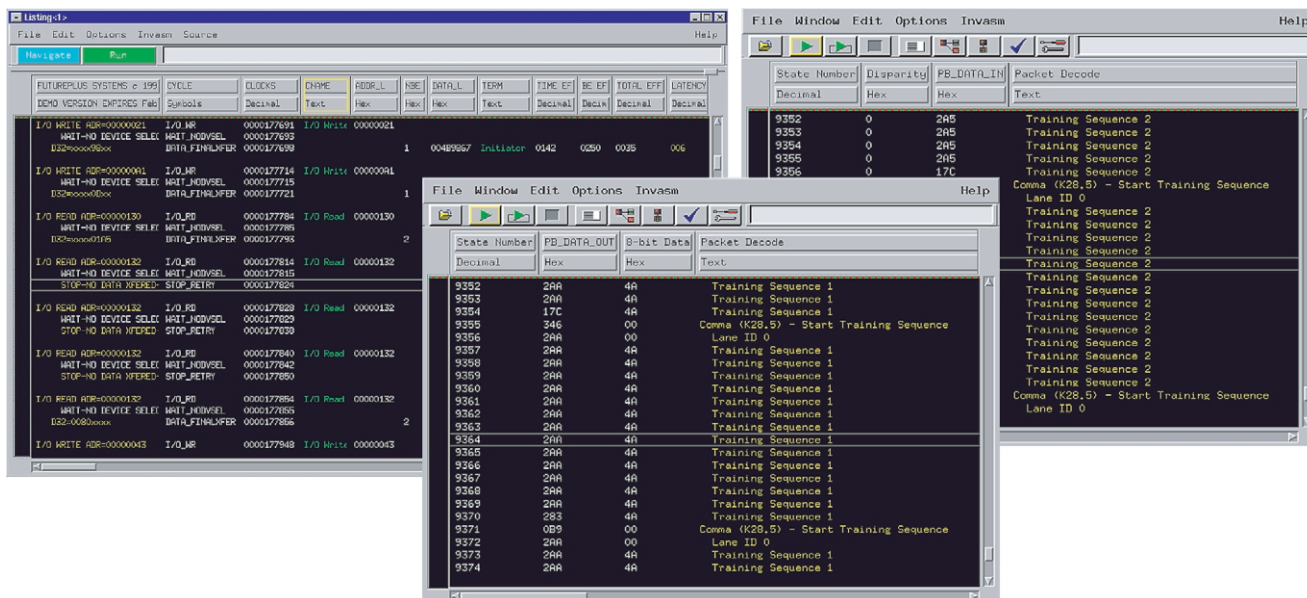 Listing<1>
File Edit Options Invasm Source Help
Navigate Run
FUTUREPLUS SYSTEMS c 199 CYCLE CLOCKS CNAME ADDR_L NBE DATA_L TERM TIME EF BE EF TOTAL EFF LATENCY
DEMO VERSION EXPIRES Feb Symbols Decimal Text Hex Hex Hex Text Decimal Decim Decimal Decimal
I/O WRITE ADR=00000021 I/O_WR 0000177691 I/O Write 00000021
WAIT-NO DEVICE SELEC WAIT_NODVSEL 0000177693
D32=xxxx98xx DATA_FINALXFER 0000177698 1 004B9867 Initiator 0142 0250 0035 006
I/O WRITE ADR=000000A1 I/O_WR 0000177714 I/O Write 000000A1
WAIT-NO DEVICE SELEC WAIT_NODVSEL 0000177715
D32=xxxx00xx DATA_FINALXFER 0000177721 1
I/O READ ADR=00000130 I/O_RD 0000177784 I/O Read 00000130
WAIT-NO DEVICE SELEC WAIT_NODVSEL 0000177785
D32=xxxx01A6 DATA_FINALXFER 0000177793 2
I/O READ ADR=00000132 I/O_RD 0000177814 I/O Read 00000132
WAIT-NO DEVICE SELEC WAIT_NODVSEL 0000177815
STOP-NO DATA XFERED- STOP_RETRY 0000177824
I/O READ ADR=00000132 I/O_RD 0000177828 I/O Read 00000132
WAIT-NO DEVICE SELEC WAIT_NODVSEL 0000177829
STOP-NO DATA XFERED- STOP_RETRY 0000177838
I/O READ ADR=00000132 I/O_RD 0000177840 I/O Read 00000132
WAIT-NO DEVICE SELEC WAIT_NODVSEL 0000177842
STOP-NO DATA XFERED- STOP_RETRY 0000177850
I/O READ ADR=00000132 I/O_RD 0000177854 I/O Read 00000132
WAIT-NO DEVICE SELEC WAIT_NODVSEL 0000177855
D32=0080xxxx DATA_FINALXFER 0000177856 2
I/O WRITE ADR=00000043 I/O_WR 0000177948 I/O Write 00000043
File Window Edit Options Invasm Help
State Number PB_DATA_OUT 8-bit Data Packet Decode
Decimal Hex Hex Text
9352 2AA 4A Training Sequence 1
9353 2AA 4A Training Sequence 1
9354 17C 4A Training Sequence 1
9355 346 00 Comma (K28.5) - Start Training Sequence
9356 2AA 00 Lane ID 0
9357 2AA 4A Training Sequence 1
9358 2AA 4A Training Sequence 1
9359 2AA 4A Training Sequence 1
9360 2AA 4A Training Sequence 1
9361 2AA 4A Training Sequence 1
9362 2AA 4A Training Sequence 1
9363 2AA 4A Training Sequence 1
9364 2AA 4A Training Sequence 1
9365 2AA 4A Training Sequence 1
9366 2AA 4A Training Sequence 1
9367 2AA 4A Training Sequence 1
9368 2AA 4A Training Sequence 1
9369 2AA 4A Training Sequence 1
9370 283 4A Training Sequence 1
9371 0B9 00 Comma (K28.5) - Start Training Sequence
9372 2AA 00 Lane ID 0
9373 2AA 4A Training Sequence 1
9374 2AA 4A Training Sequence 1
File Window Edit Options Invasm Help
State Number Disparity PB_DATA_IN Packet Decode
Decimal Hex Hex Text
9352 0 2A5 Training Sequence 2
9353 0 2A5 Training Sequence 2
9354 0 2A5 Training Sequence 2
9355 0 2A5 Training Sequence 2
9356 0 17C Training Sequence 2
Comma (K28.5) - Start Training Sequence
Lane ID 0
Training Sequence 2
Training Sequence 2
Training Sequence 2
Training Sequence 2
Training Sequence 2
Training Sequence 2
Training Sequence 2
Training Sequence 2
Training Sequence 2
Training Sequence 2
Training Sequence 2
Training Sequence 2
Training Sequence 2
Training Sequence 2
Comma (K28.5) - Start Training Sequence
Lane ID 0